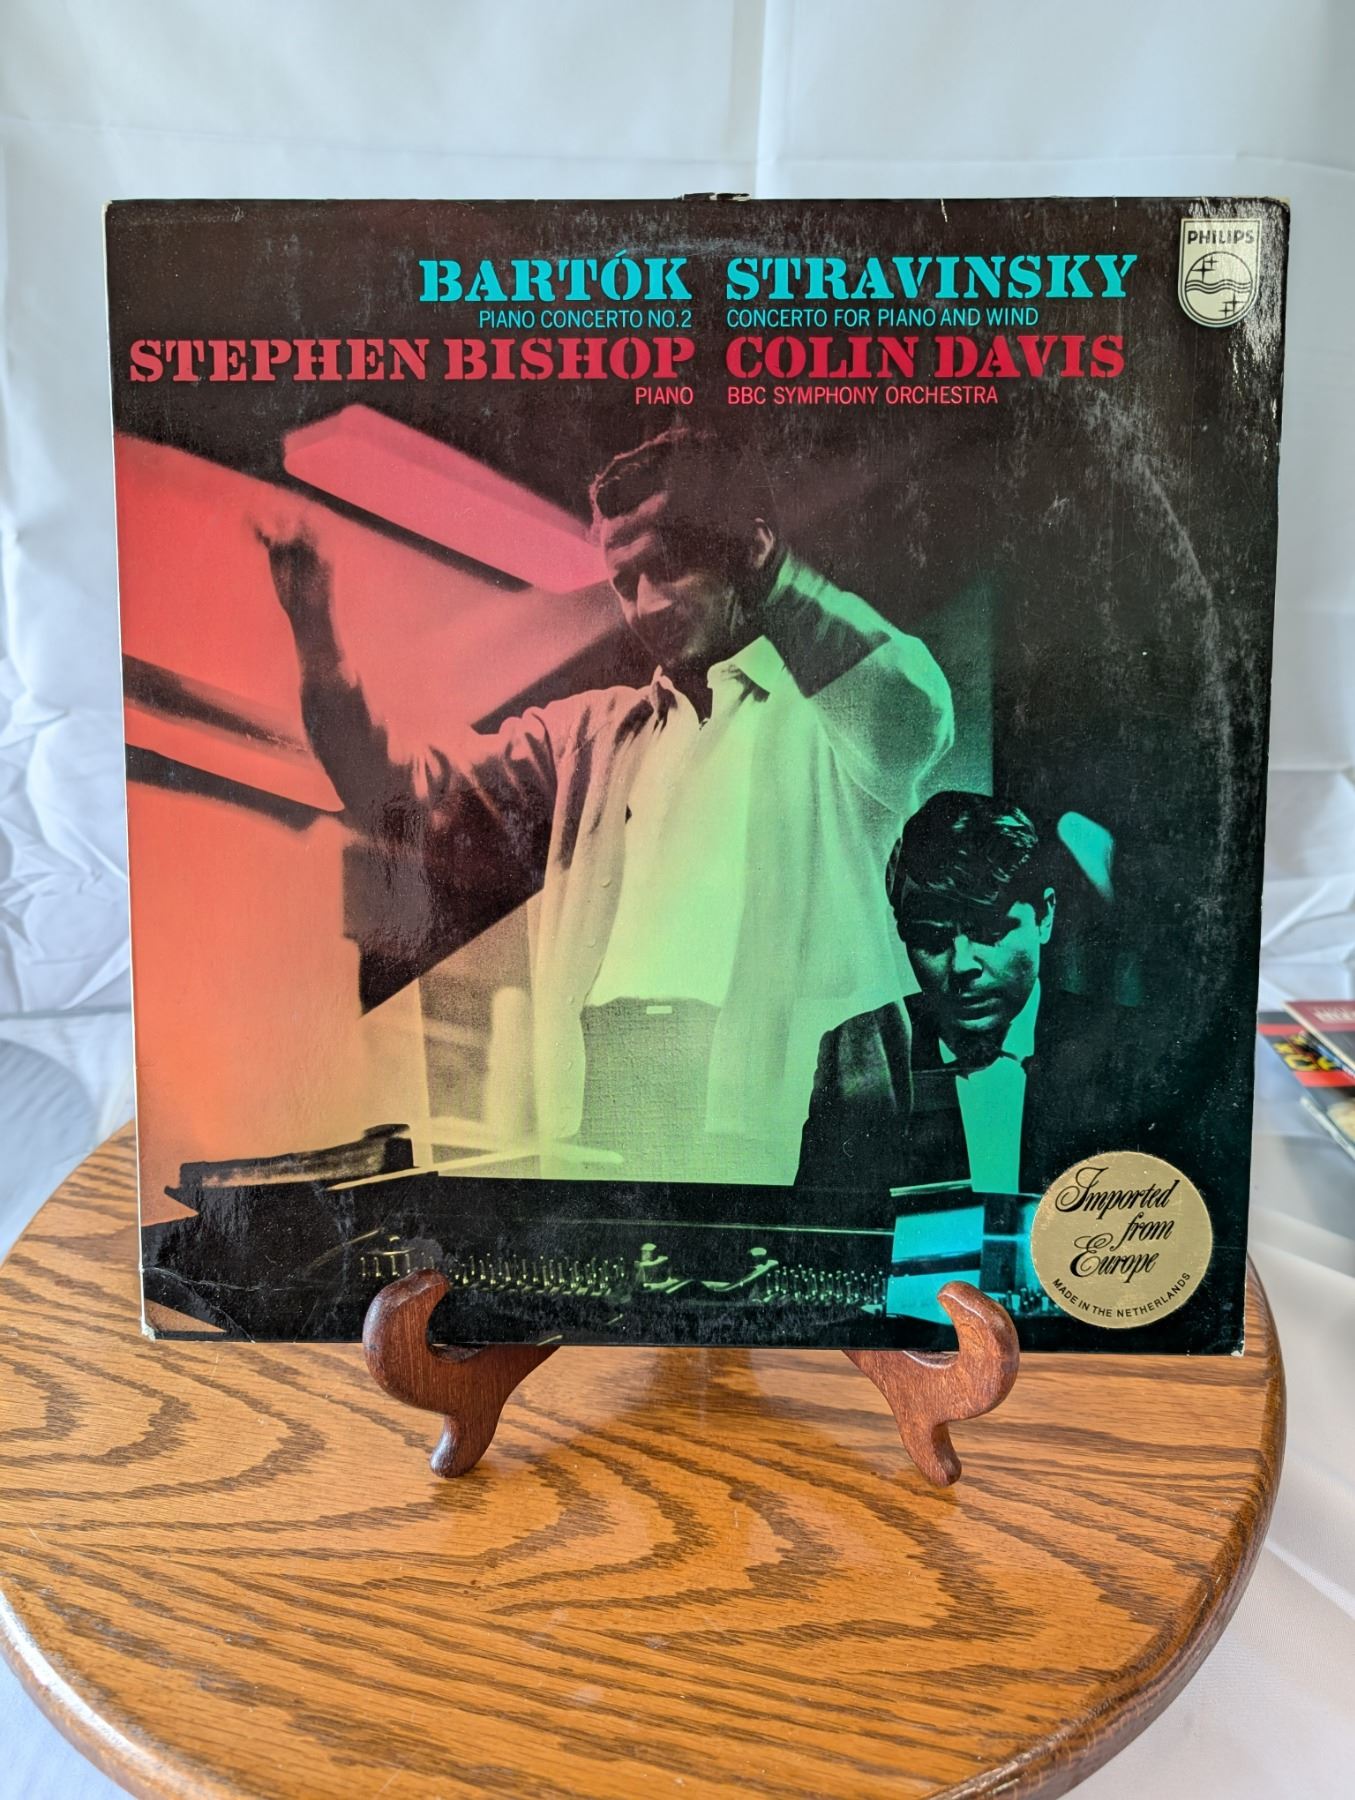 BARTÓK STRAVINSKY
PIANO CONCERTO NO.2 CONCERTO FOR PIANO AND WIND
STEPHEN BISHOP COLIN DAVIS
PIANO BBC SYMPHONY ORCHESTRA
PHILIPS
Imported
from
Europe
MADE IN THE NETHERLANDS